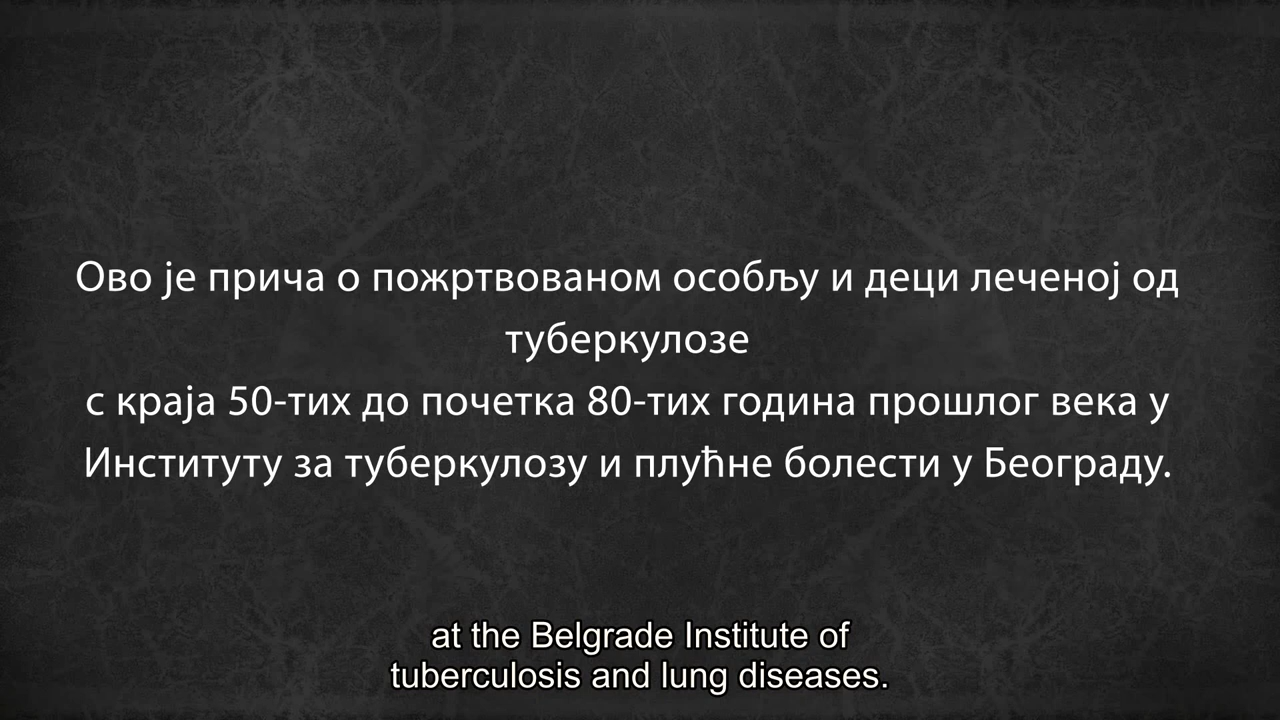 Ово је прича о пожртвованом особљу и деци леченој од
туберкулозе
с краја 50-тих до почетка 80-тих година прошлог века у
Институту за туберкулозу и плућне болести у Београду.
at the Belgrade Institute of
tuberculosis and lung diseases.